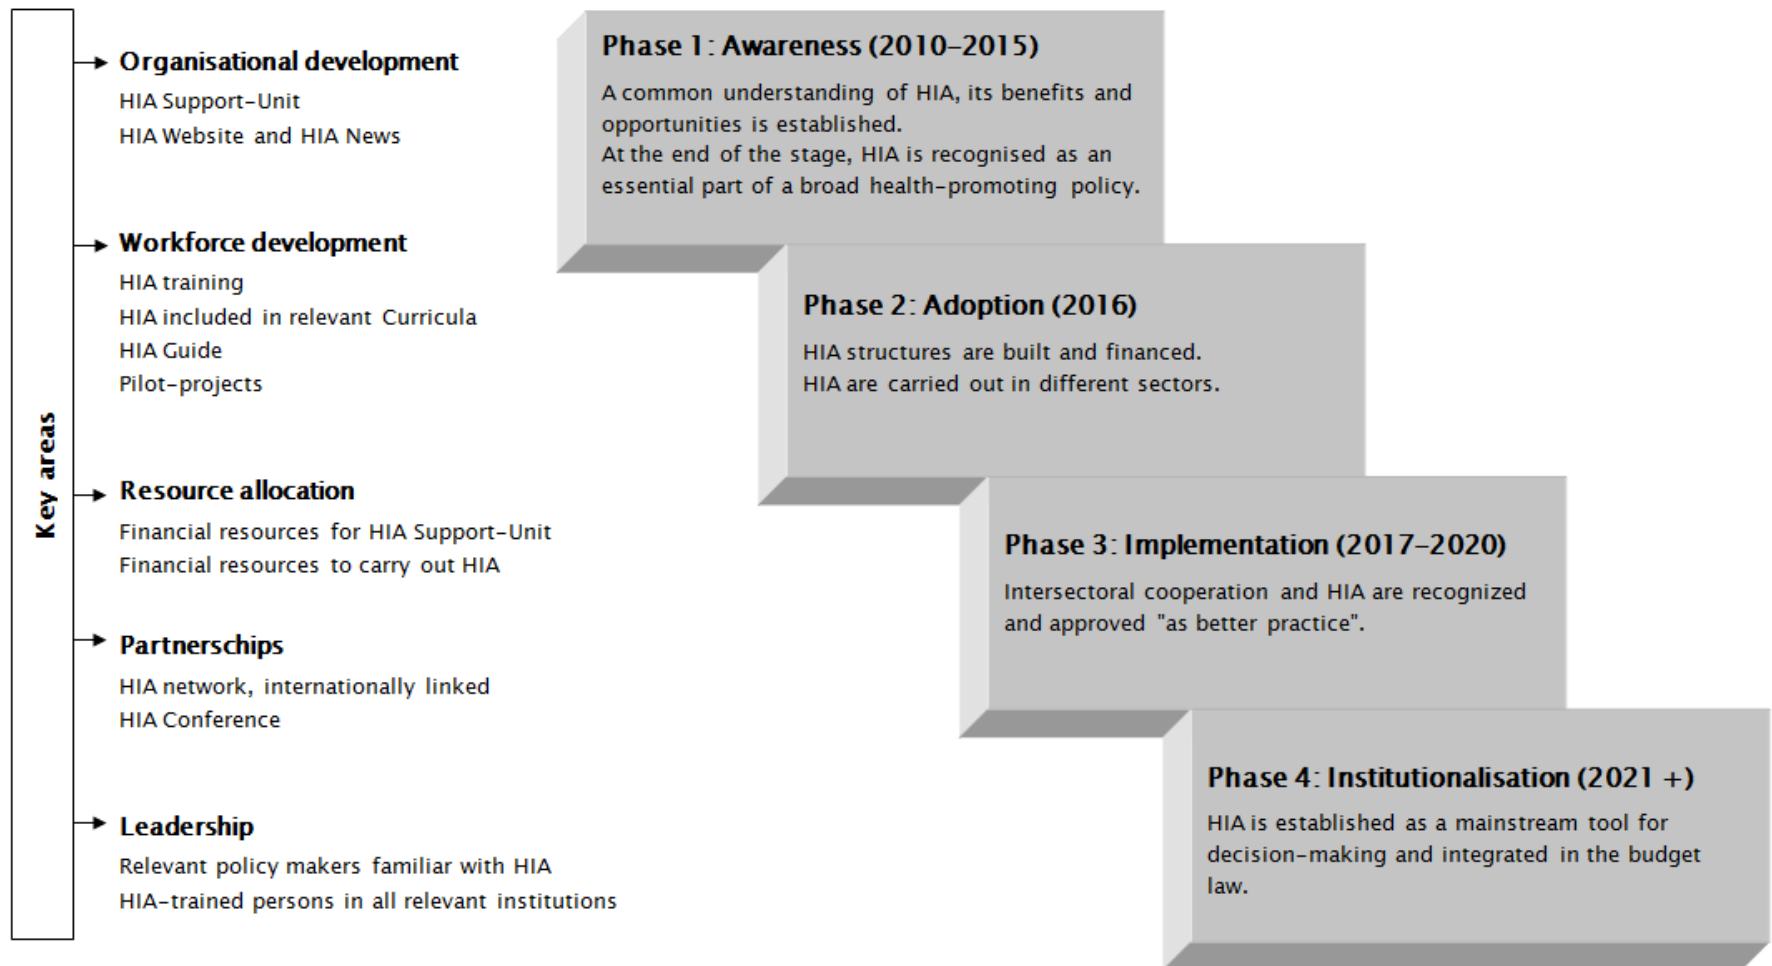 Key areas
Organisational development
HIA Support-Unit
HIA Website and HIA News
Workforce development
HIA training
HIA included in relevant Curricula
HIA Guide
Pilot-projects
Resource allocation
Financial resources for HIA Support-Unit
Financial resources to carry out HIA
Partnerschips
HIA network, internationally linked
HIA Conference
Leadership
Relevant policy makers familiar with HIA
HIA-trained persons in all relevant institutions
Phase 1: Awareness (2010-2015)
A common understanding of HIA, its benefits and
opportunities is established.
At the end of the stage, HIA is recognised as an
essential part of a broad health-promoting policy.
Phase 2: Adoption (2016)
HIA structures are built and financed.
HIA are carried out in different sectors.
Phase 3: Implementation (2017-2020)
Intersectoral cooperation and HIA are recognized
and approved "as better practice".
Phase 4: Institutionalisation (2021 +)
HIA is established as a mainstream tool for
decision-making and integrated in the budget
law.